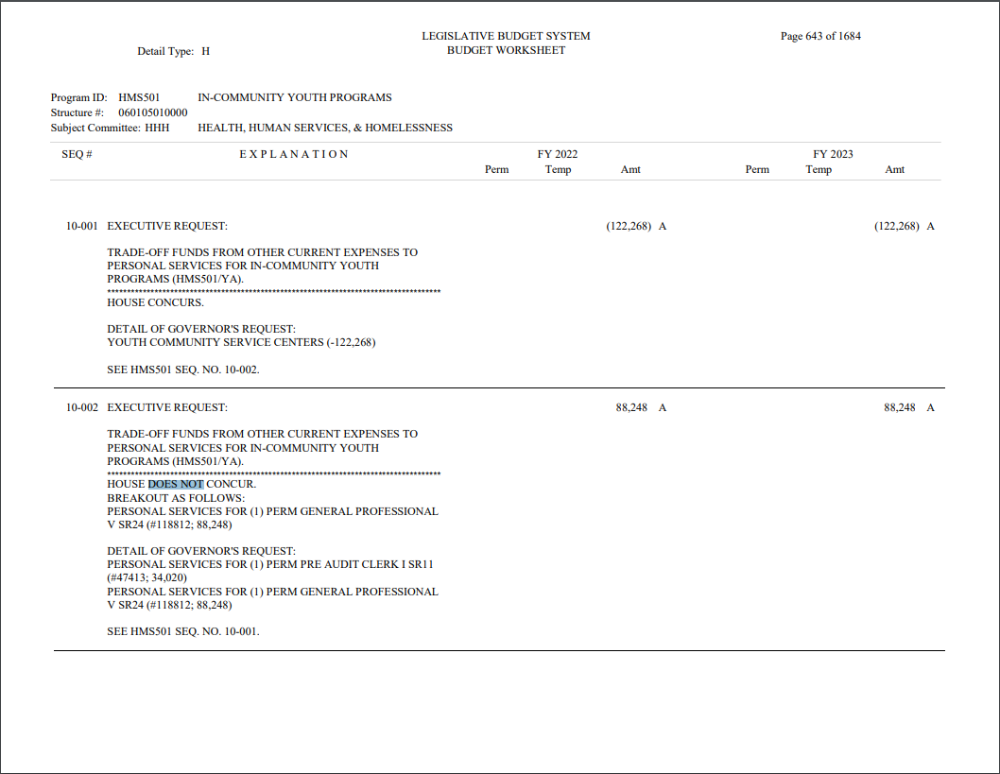 LEGISLATIVE BUDGET SYSTEM
Page 643 of 1684
Detail Type: H
BUDGET WORKSHEET
Program ID: HMS501 IN-COMMUNITY YOUTH PROGRAMS
Structure #: 060105010000
Subject Committee: HHH HEALTH, HUMAN SERVICES, & HOMELESSNESS
SEQ # E X P L A N A T I O N FY 2022 FY 2023
Perm Temp Amt Perm Temp Amt
10-001 EXECUTIVE REQUEST: (122,268) A (122,268) A
TRADE-OFF FUNDS FROM OTHER CURRENT EXPENSES TO
PERSONAL SERVICES FOR IN-COMMUNITY YOUTH
PROGRAMS (HMS501/YA).
*************************************************************************************
HOUSE CONCURS.
DETAIL OF GOVERNOR'S REQUEST:
YOUTH COMMUNITY SERVICE CENTERS (-122,268)
SEE HMS501 SEQ. NO. 10-002.
10-002 EXECUTIVE REQUEST: 88,248 A 88,248 A
TRADE-OFF FUNDS FROM OTHER CURRENT EXPENSES TO
PERSONAL SERVICES FOR IN-COMMUNITY YOUTH
PROGRAMS (HMS501/YA).
*************************************************************************************
HOUSE DOES NOT CONCUR.
BREAKOUT AS FOLLOWS:
PERSONAL SERVICES FOR (1) PERM GENERAL PROFESSIONAL
V SR24 (#118812; 88,248)
DETAIL OF GOVERNOR'S REQUEST:
PERSONAL SERVICES FOR (1) PERM PRE AUDIT CLERK I SR11
(#47413; 34,020)
PERSONAL SERVICES FOR (1) PERM GENERAL PROFESSIONAL
V SR24 (#118812; 88,248)
SEE HMS501 SEQ. NO. 10-001.